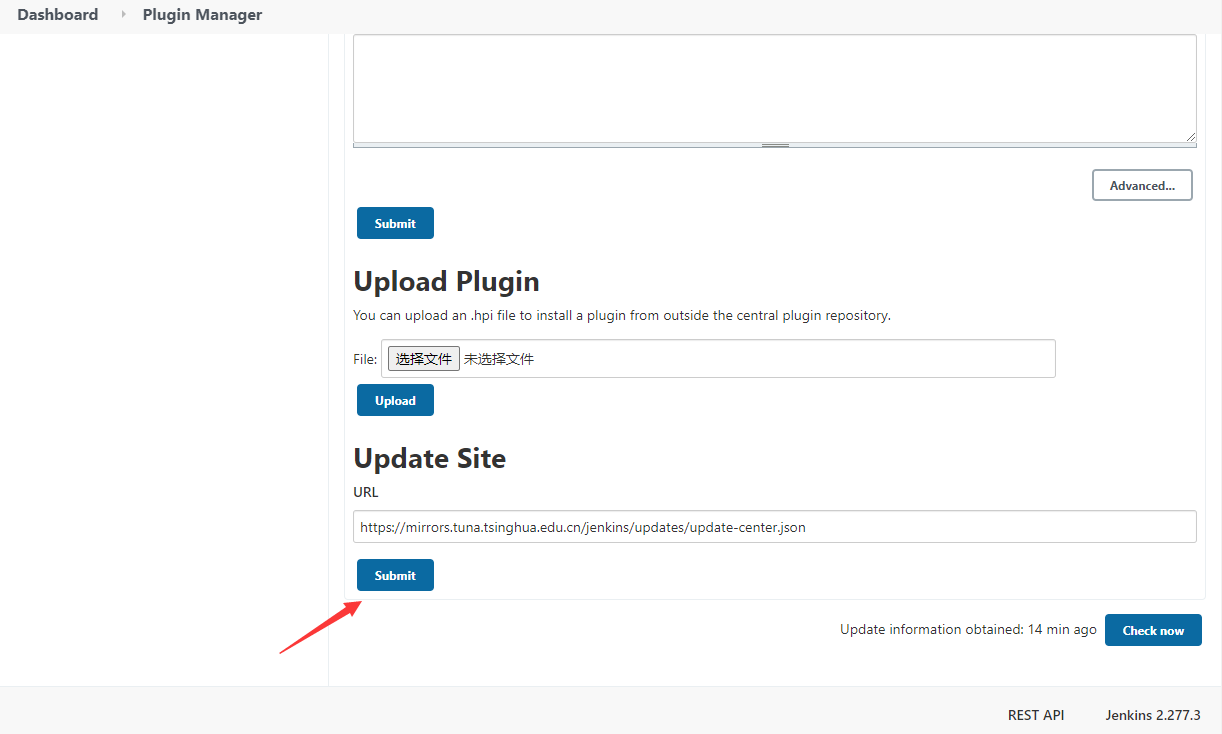 Dashboard Plugin Manager
Advanced...
Submit
Upload Plugin
You can upload an .hpi file to install a plugin from outside the central plugin repository.
File: 选择文件 未选择文件
Upload
Update Site
URL
https://mirrors.tuna.tsinghua.edu.cn/jenkins/updates/update-center.json
Submit
Update information obtained: 14 min ago Check now
REST API Jenkins 2.277.3